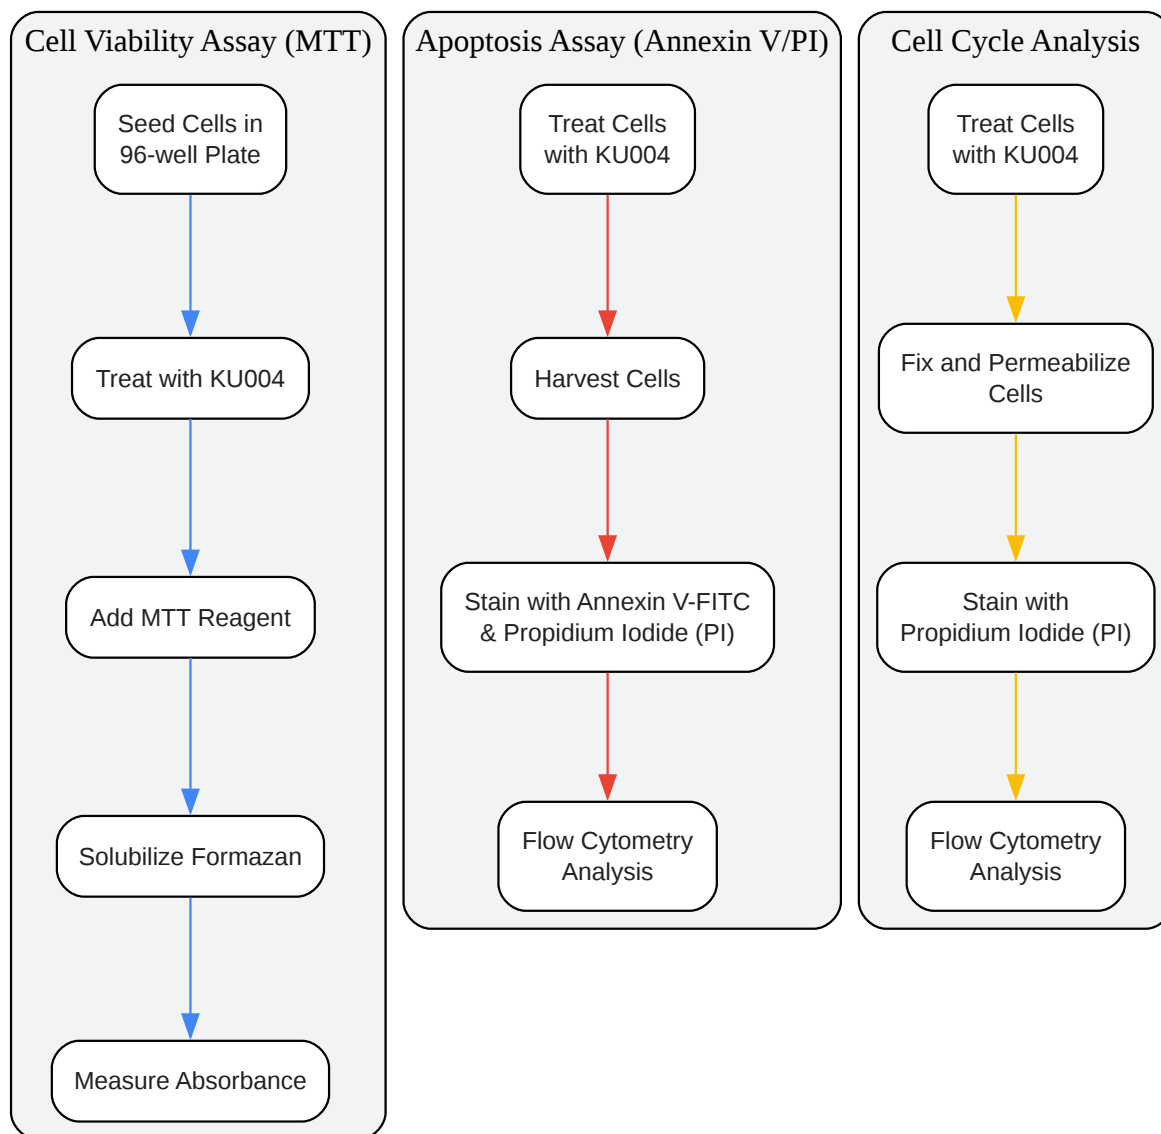 Cell Viability Assay (MTT)
Seed Cells in
96-well Plate
Treat with KU004
Add MTT Reagent
Solubilize Formazan
Measure Absorbance
Apoptosis Assay (Annexin V/PI)
Treat Cells
with KU004
Harvest Cells
Stain with Annexin V-FITC
& Propidium Iodide (PI)
Flow Cytometry
Analysis
Cell Cycle Analysis
Treat Cells
with KU004
Fix and Permeabilize
Cells
Stain with
Propidium Iodide (PI)
Flow Cytometry
Analysis